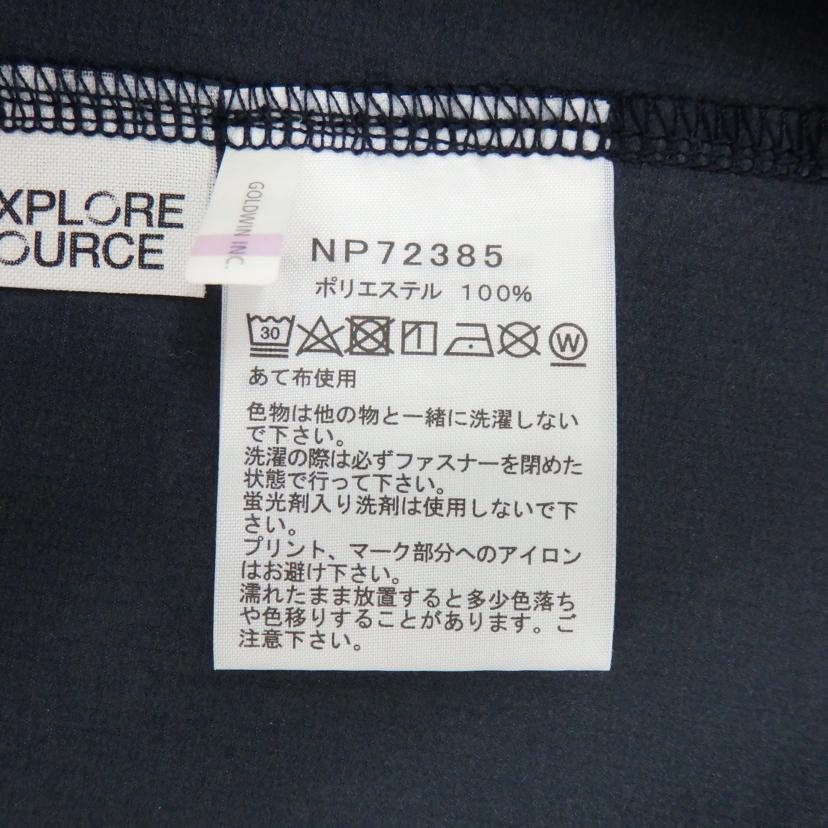 XPLORE
OURCE
GOLDWIN INC.
NP72385
ポリエステル 100%
30
W
あて布使用
色物は他の物と一緒に洗濯しない
で下さい。
洗濯の際は必ずファスナーを閉めた
状態で行って下さい。
蛍光剤入り洗剤は使用しないで下
さい。
プリント、マーク部分へのアイロン
はお避け下さい。
濡れたまま放置すると多少色落ち
や色移りすることがあります。ご
注意下さい。